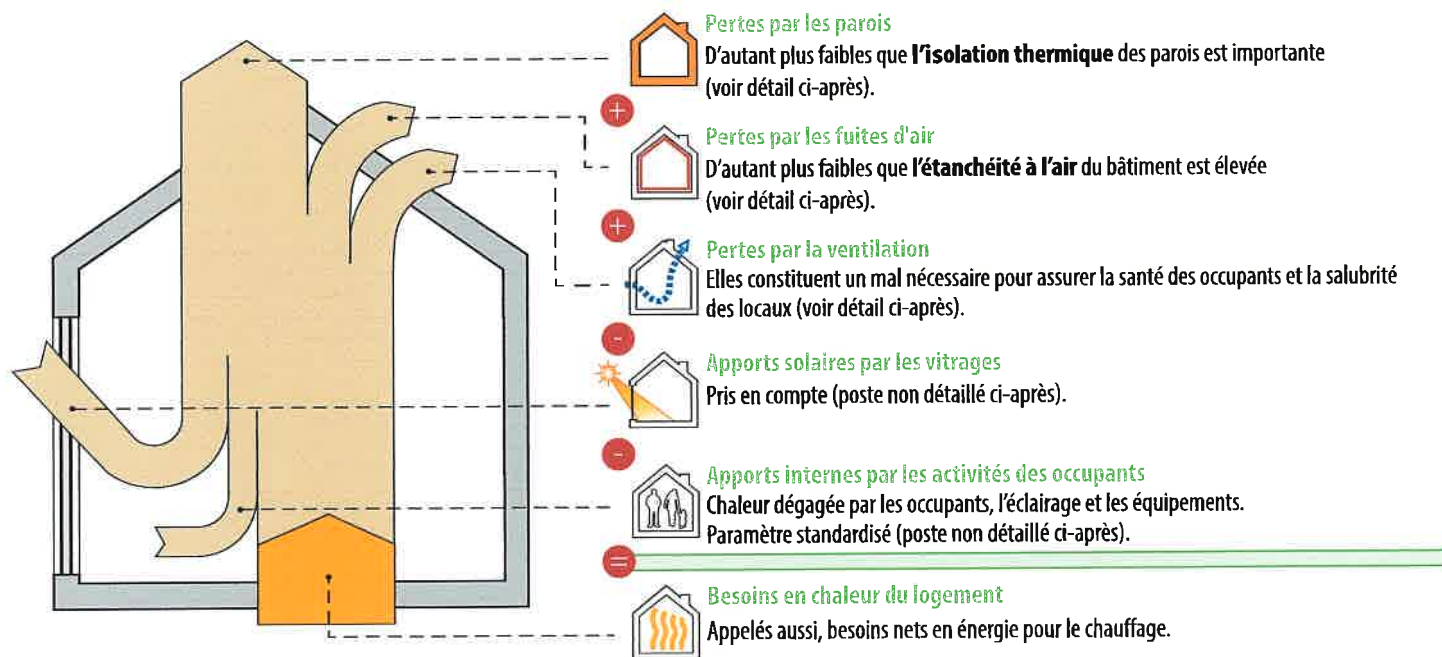 Pertes par les parois
D'autant plus faibles que l'isolation thermique des parois est importante
(voir détail ci-après).
+
Pertes par les fuites d'air
D'autant plus faibles que l'étanchéité à l'air du bâtiment est élevée
(voir détail ci-après).
+
Pertes par la ventilation
Elles constituent un mal nécessaire pour assurer la santé des occupants et la salubrité
des locaux (voir détail ci-après).
-
Apports solaires par les vitrages
Pris en compte (poste non détaillé ci-après).
-
Apports internes par les activités des occupants
Chaleur dégagée par les occupants, l'éclairage et les équipements.
Paramètre standardisé (poste non détaillé ci-après).
=
Besoins en chaleur du logement
Appelés aussi, besoins nets en énergie pour le chauffage.